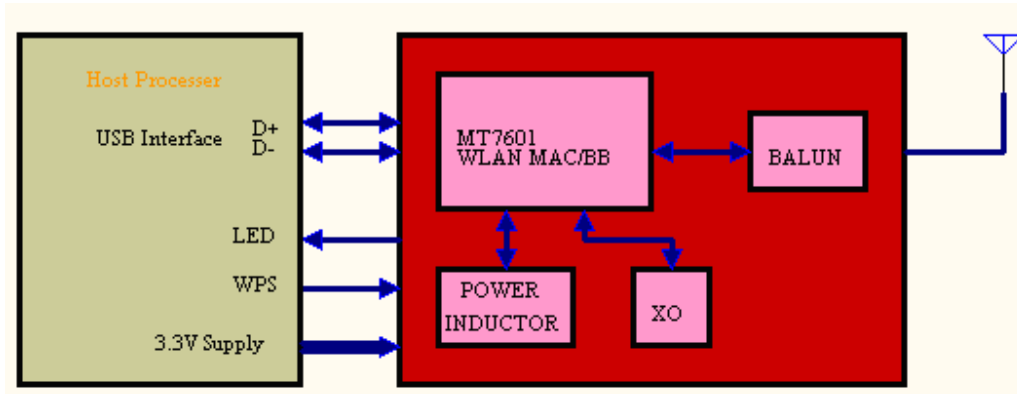 Host Processer
USB Interface
D+
D-
LED
WPS
3.3V Supply
MT7601
WLAN MAC/BB
BALUN
POWER
INDUCTOR
XO